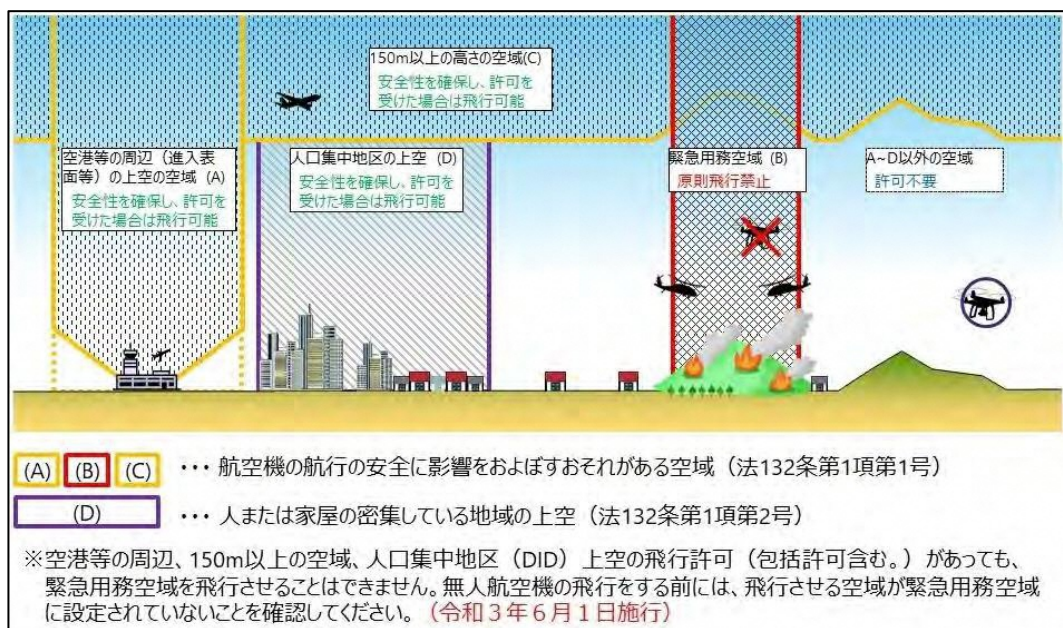 150m以上の高さの空域(C)
安全性を確保し、許可を
受けた場合は飛行可能
空港等の周辺（進入表
面等）の上空の空域 (A)
安全性を確保し、許可を
受けた場合は飛行可能
人口集中地区の上空 (D)
安全性を確保し、許可を
受けた場合は飛行可能
緊急用務空域 (B)
原則飛行禁止
A~D以外の空域
許可不要
(A) (B) (C) ･･･ 航空機の航行の安全に影響をおよぼすおそれがある空域（法132条第1項第1号）
(D) ･･･ 人または家屋の密集している地域の上空（法132条第1項第2号）
※空港等の周辺、150m以上の空域、人口集中地区（DID）上空の飛行許可（包括許可含む。）があっても、
緊急用務空域を飛行させることはできません。無人航空機の飛行をする前には、飛行させる空域が緊急用務空域
に設定されていないことを確認してください。（令和３年６月１日施行）